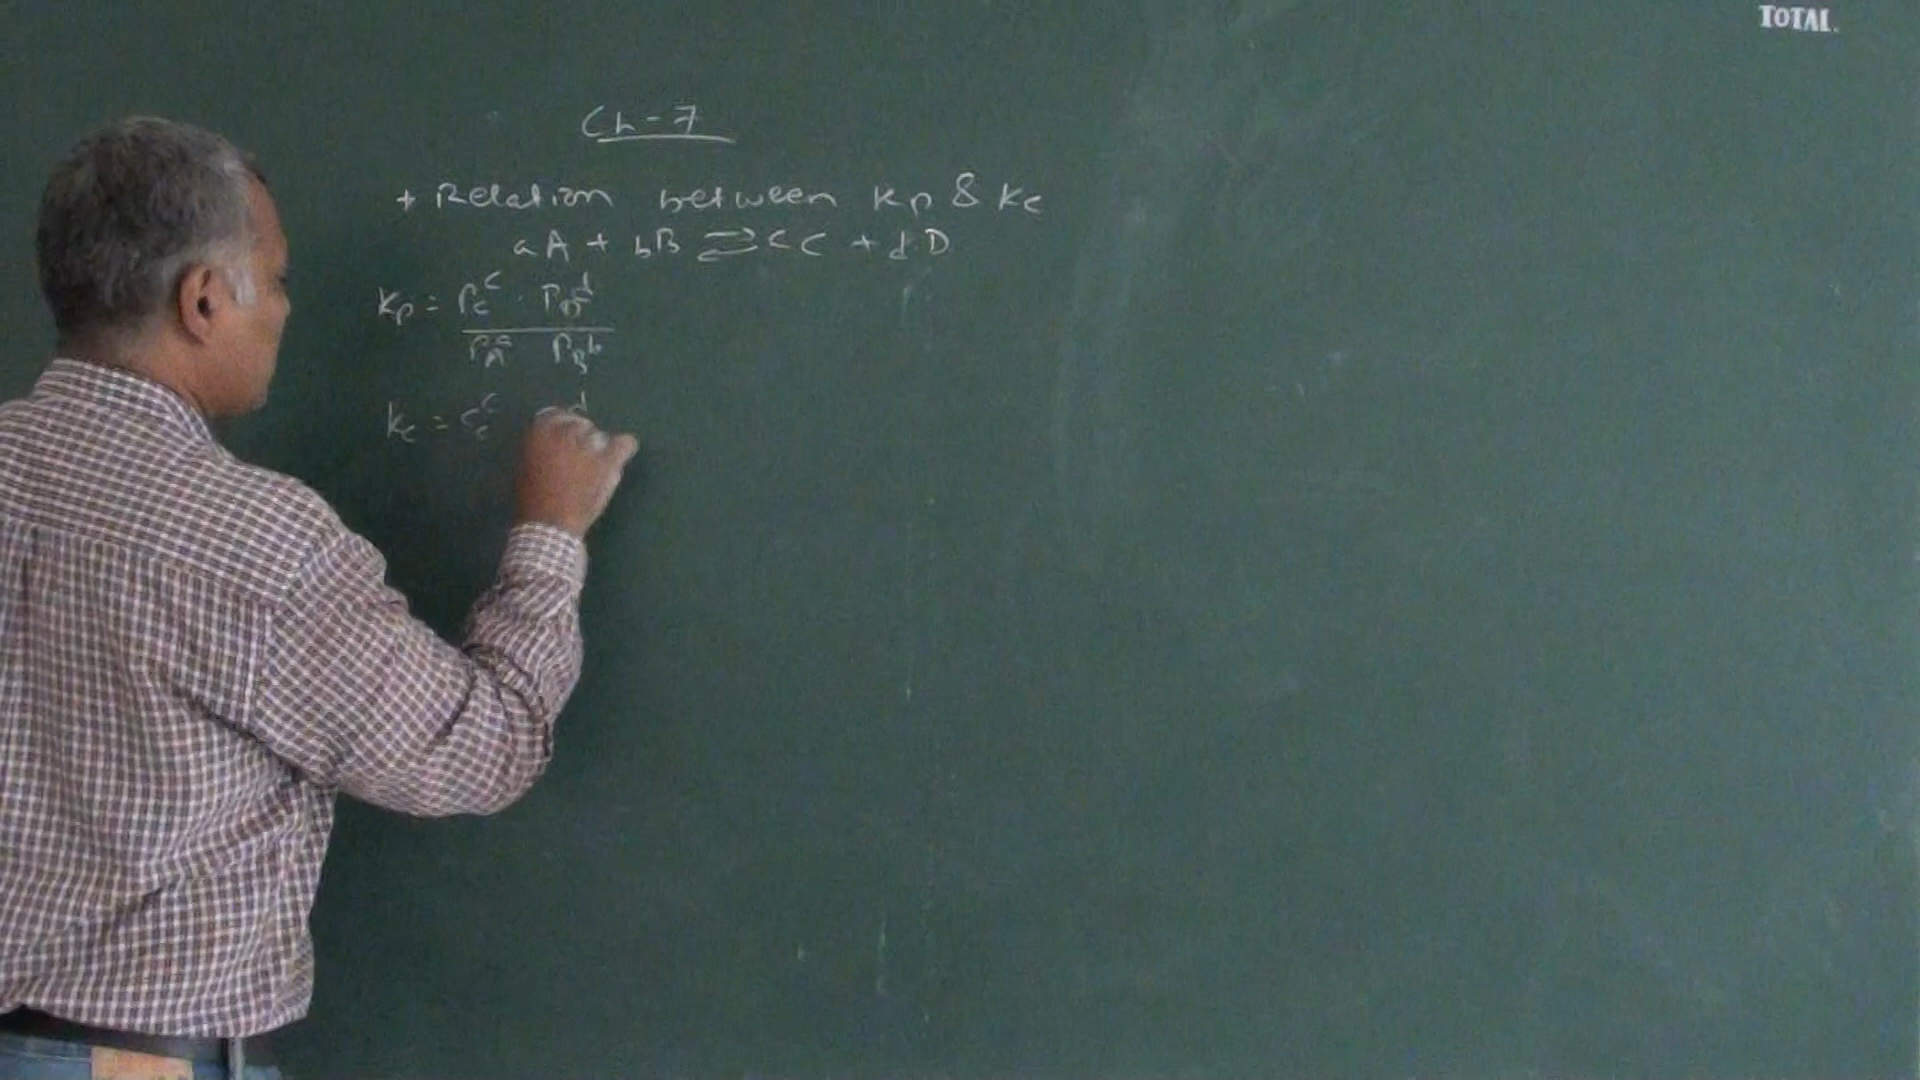 TOTAL.
Ch-7
+ Relation between Kp & Kc
aA + bB ⇌ cC + dD
Kp = P_C^c . P_D^d
P_A^a P_B^b
Kc = C_C^c d